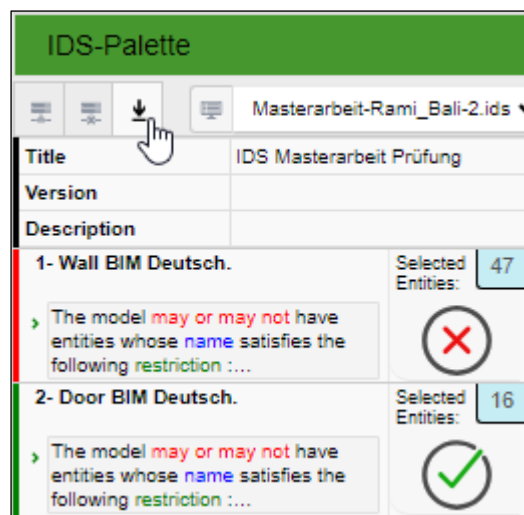 IDS-Palette
Masterarbeit-Rami_Bali-2.ids
Title IDS Masterarbeit Prüfung
Version
Description
1- Wall BIM Deutsch. Selected Entities: 47
The model may or may not have
entities whose name satisfies the
following restriction :...
2- Door BIM Deutsch. Selected Entities: 16
The model may or may not have
entities whose name satisfies the
following restriction :...